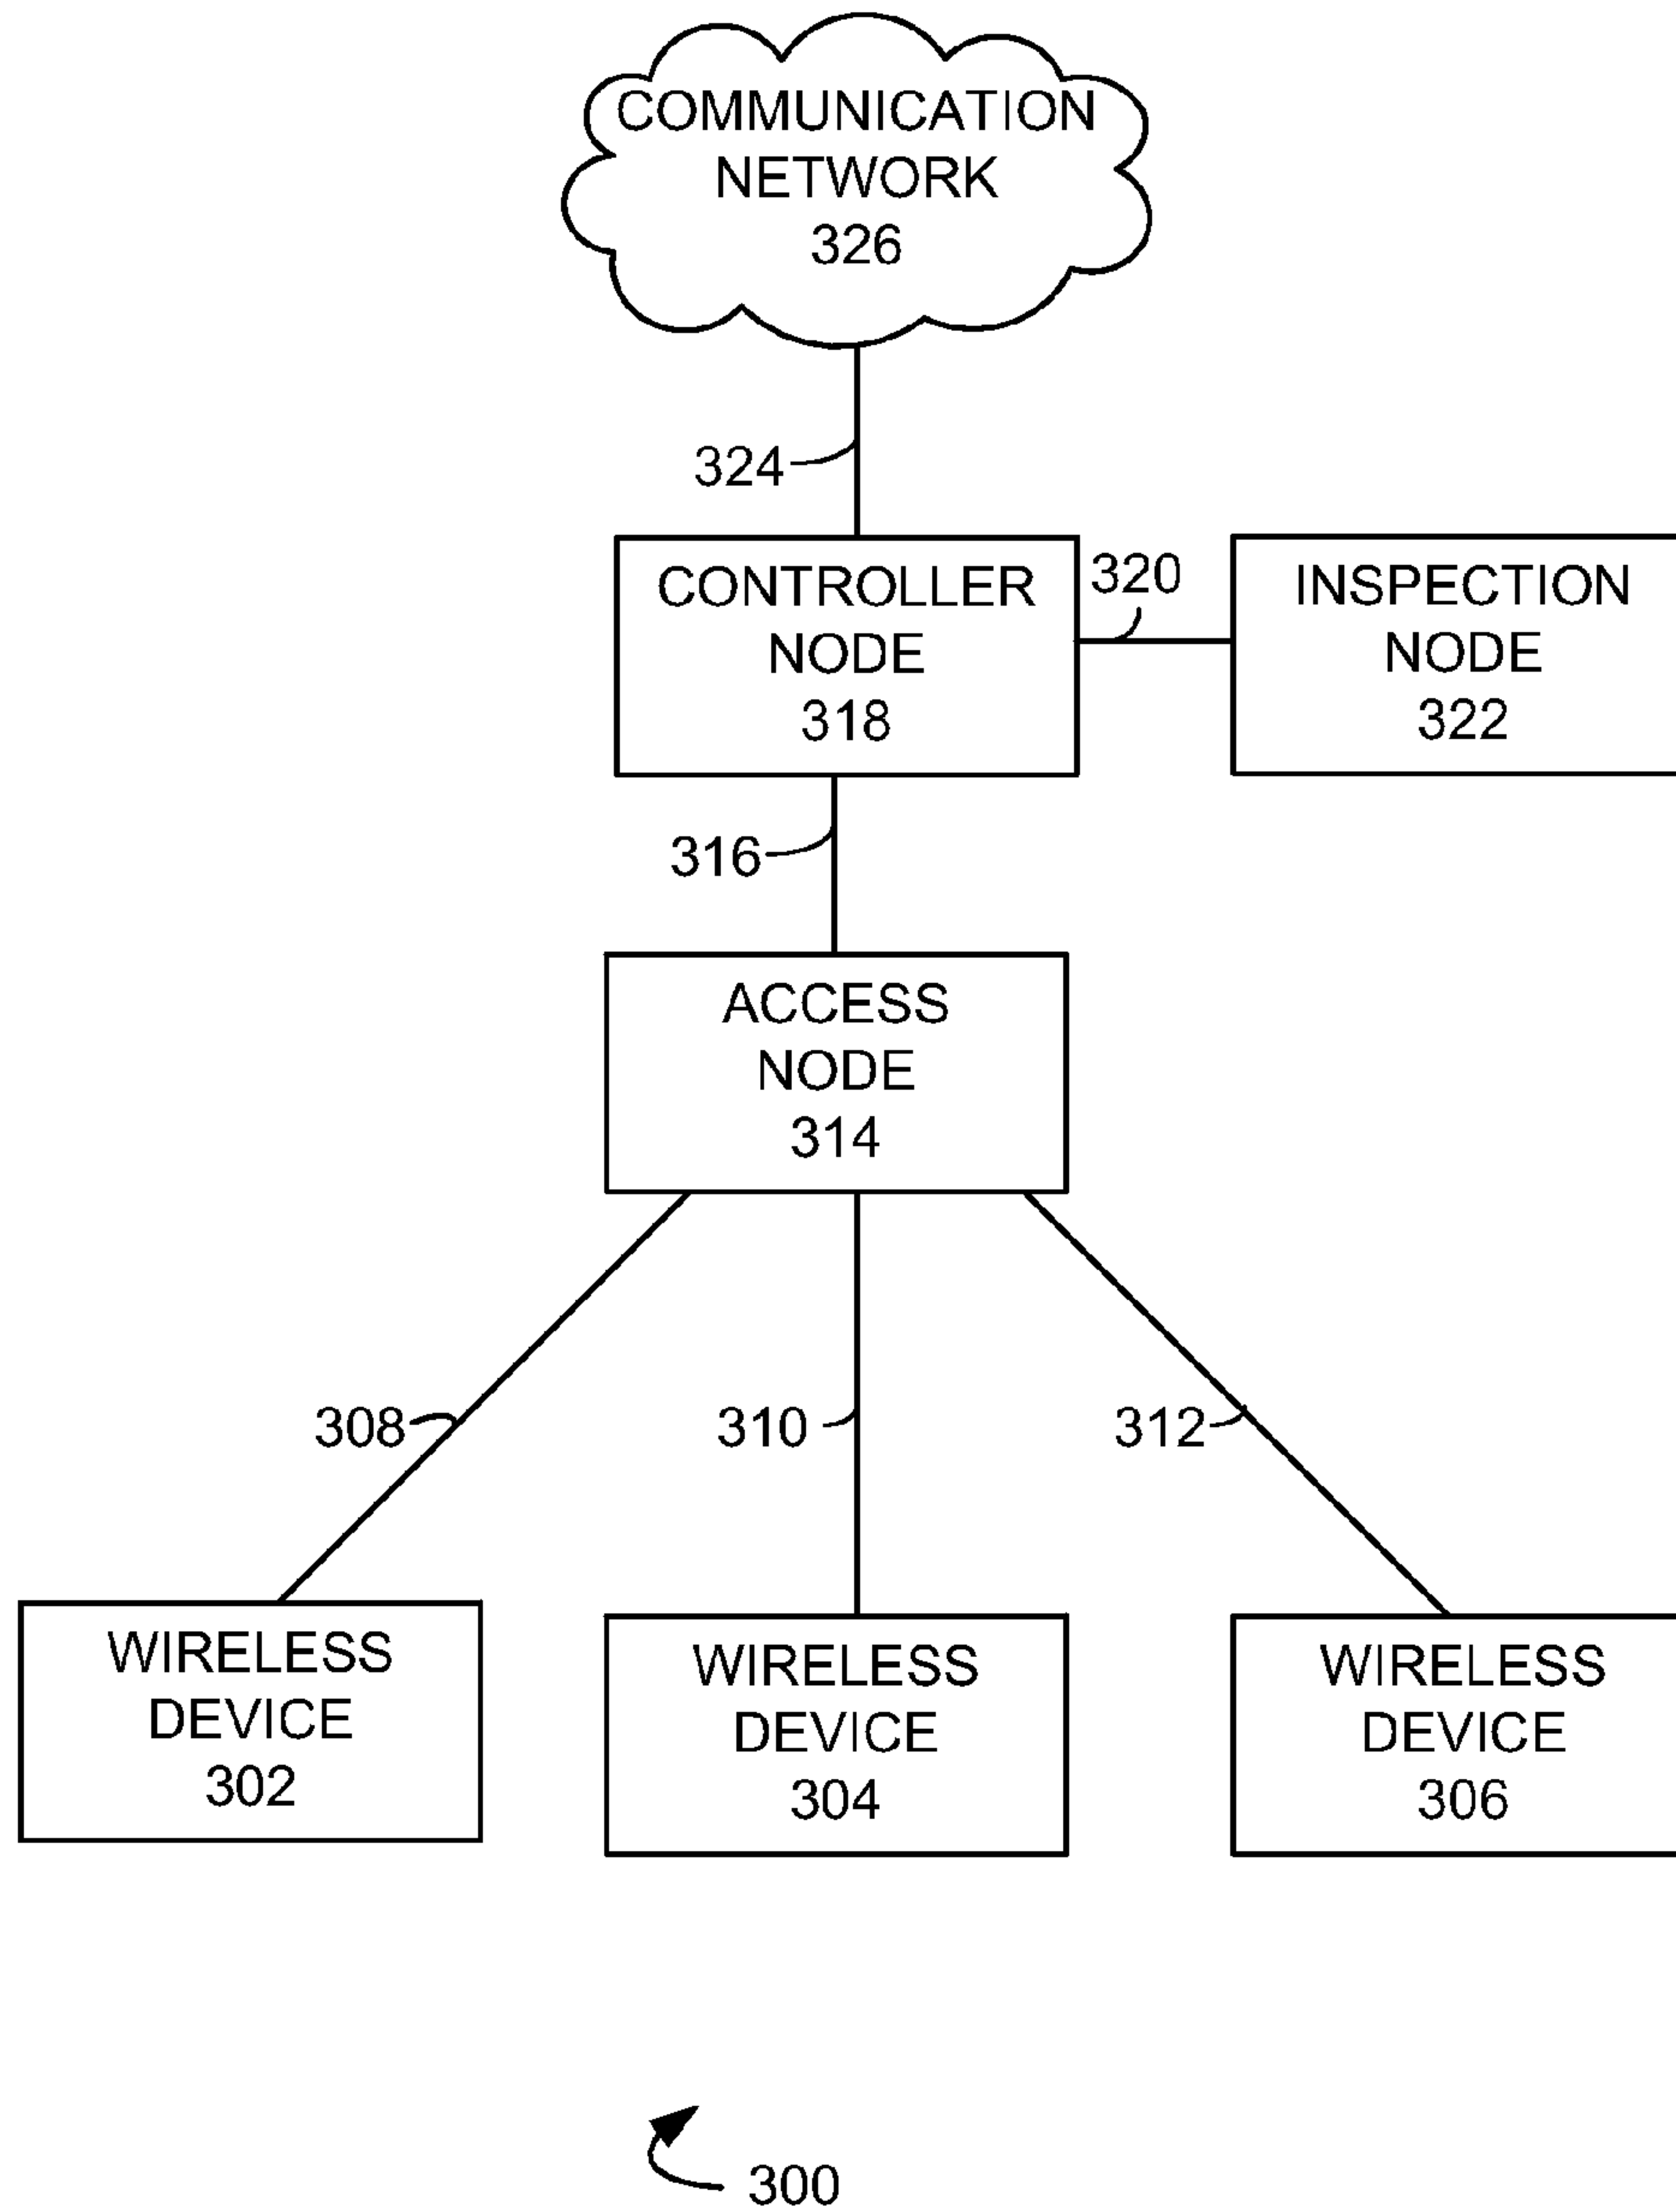 COMMUNICATION
NETWORK
326
324
CONTROLLER
NODE
318
320
INSPECTION
NODE
322
316
ACCESS
NODE
314
308
310
312
WIRELESS
DEVICE
302
WIRELESS
DEVICE
304
WIRELESS
DEVICE
306
300